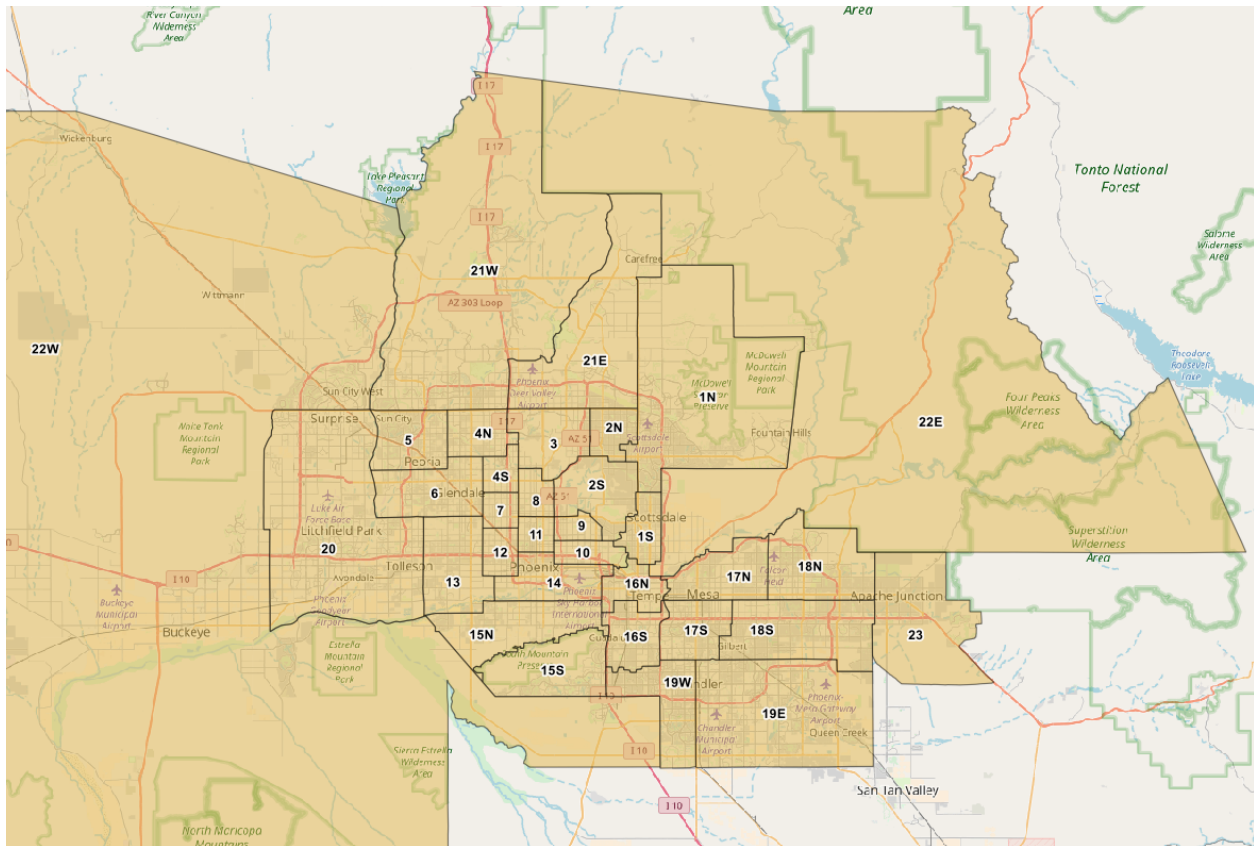 River Canyon
Wilderness
Area
Area
I 17
Wickenburg
I 17
Lake Pleasant
Regional
Park
Tonto National
Forest
I 17
Salome
Wilderness
Area
Carefree
21W
Wittmann
AZ 303 Loop
22W
21E
Phoenix
Deer Valley
Airport
McDowell
Mountain
Regional
Park
Theodore
Roosevelt
Lake
Sun City West
McDowell
Preserve
1N
Four Peaks
Wilderness
Area
Surprise
Sun City
I 17
2N
22E
White Tank
Mountain
Regional
Park
5
4N
3
AZ 51
Scottsdale
Airport
Fountain Hills
Peoria
4S
2S
6
Glendale
8
AZ 51
Luke Air
Force Base
7
Scottsdale
Litchfield Park
11
9
1S
Superstition
Wilderness
Area
20
12
10
Tolleson
Phoenix
17N
Falcon
Field
18N
I 10
Avondale
13
14
16N
Buckeye
Municipal
Airport
Phoenix
Goodyear
Airport
Phoenix
Sky Harbor
International
Airport
Tempe
Mesa
Apache Junction
Buckeye
15N
16S
17S
18S
23
Guadalupe
Gilbert
Estrella
Mountain
Regional
Park
South Mountain
Preserve
15S
19W
Chandler
I 10
Phoenix-
Mesa Gateway
Airport
19E
Chandler
Municipal
Airport
Queen Creek
Sierra Estrella
Wilderness
Area
I 10
San Tan Valley
I 10
North Maricopa
Mountains